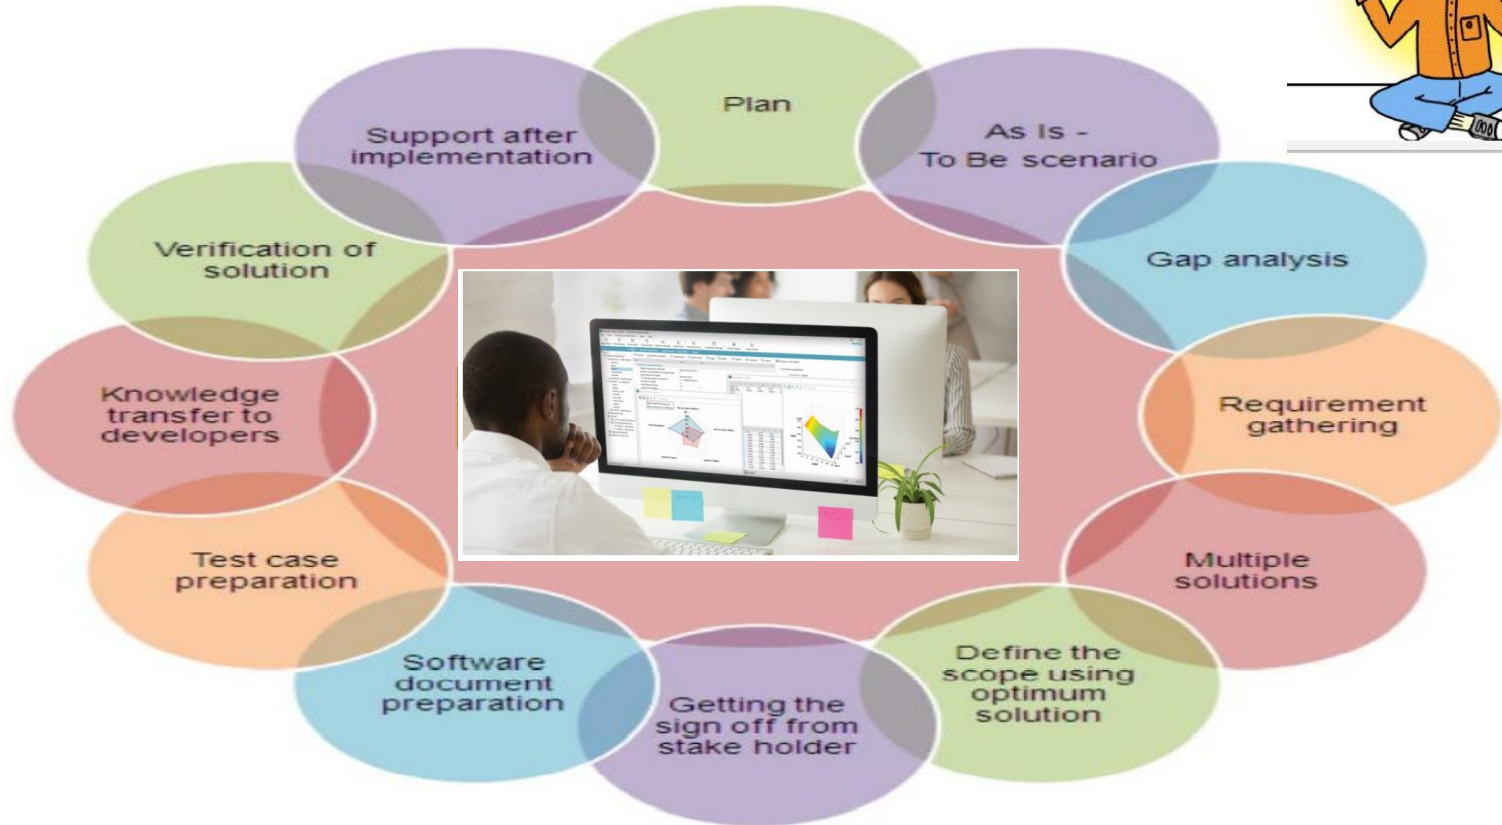 Plan
As Is -
To Be scenario
Gap analysis
Requirement
gathering
Multiple
solutions
Define the
scope using
optimum
solution
Getting the
sign off from
stake holder
Software
document
preparation
Test case
preparation
Knowledge
transfer to
developers
Verification of
solution
Support after
implementation